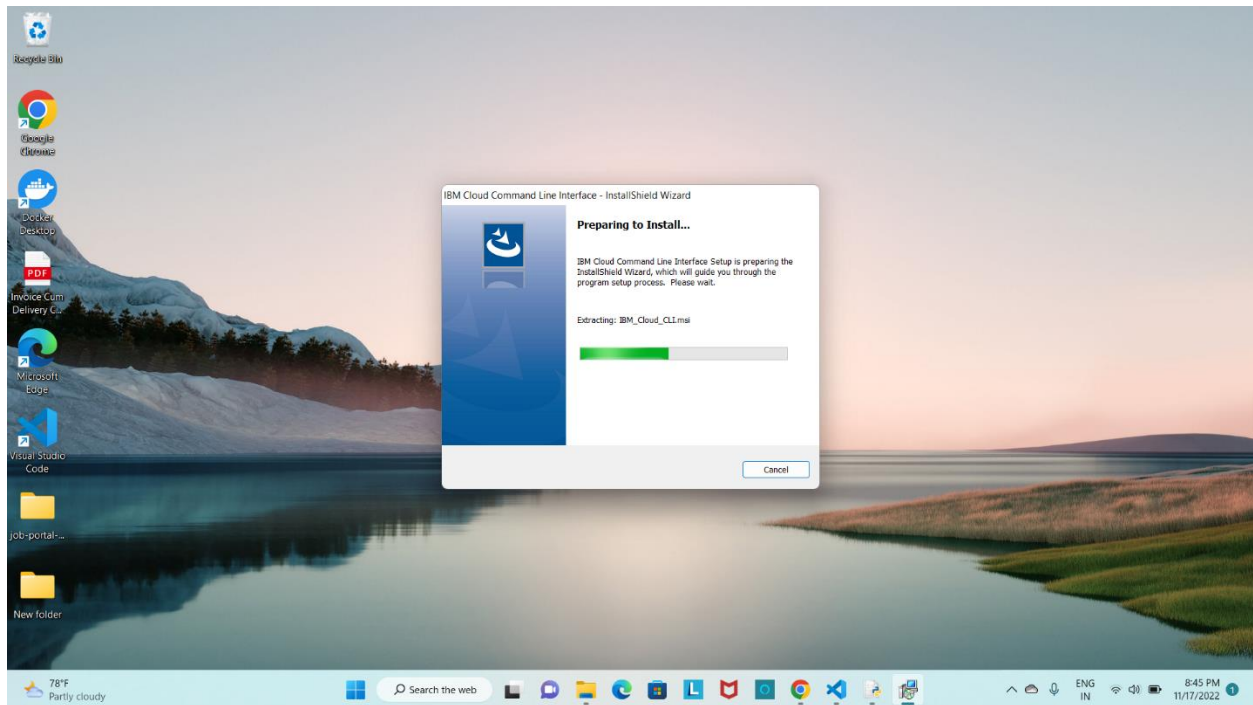 Recycle Bin
Google
Chrome
Docker
Desktop
PDF
Invoice Cum
Delivery C...
Microsoft
Edge
Visual Studio
Code
job-portal-...
New folder
IBM Cloud Command Line Interface - InstallShield Wizard
Preparing to Install...
IBM Cloud Command Line Interface Setup is preparing the
InstallShield Wizard, which will guide you through the
program setup process. Please wait.
Extracting: IBM_Cloud_CLI.msi
Cancel
78°F
Partly cloudy
Search the web
L
ENG
IN
8:45 PM
11/17/2022
1